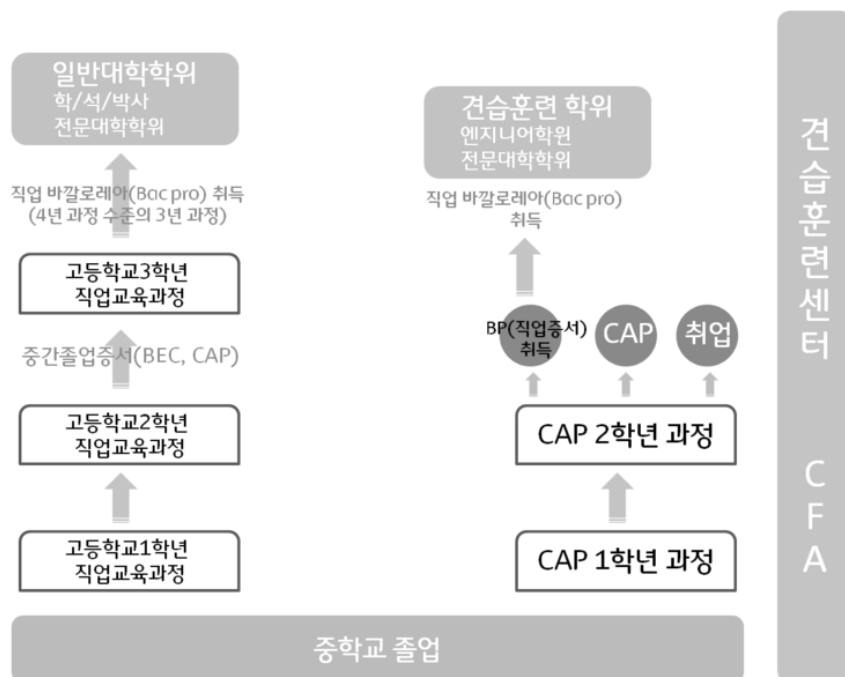 일반대학학위
학/석/박사
전문대학학위
직업 바깔로레아(Bac pro) 취득
(4년 과정 수준의 3년 과정)
고등학교3학년
직업교육과정
중간졸업증서(BEC, CAP)
고등학교2학년
직업교육과정
고등학교1학년
직업교육과정
견습훈련 학위
엔지니어학원
전문대학학위
직업 바깔로레아(Bac pro)
취득
BP(직업증서)
취득
CAP
취업
CAP 2학년 과정
CAP 1학년 과정
중학교 졸업
견습훈련센터 CFA